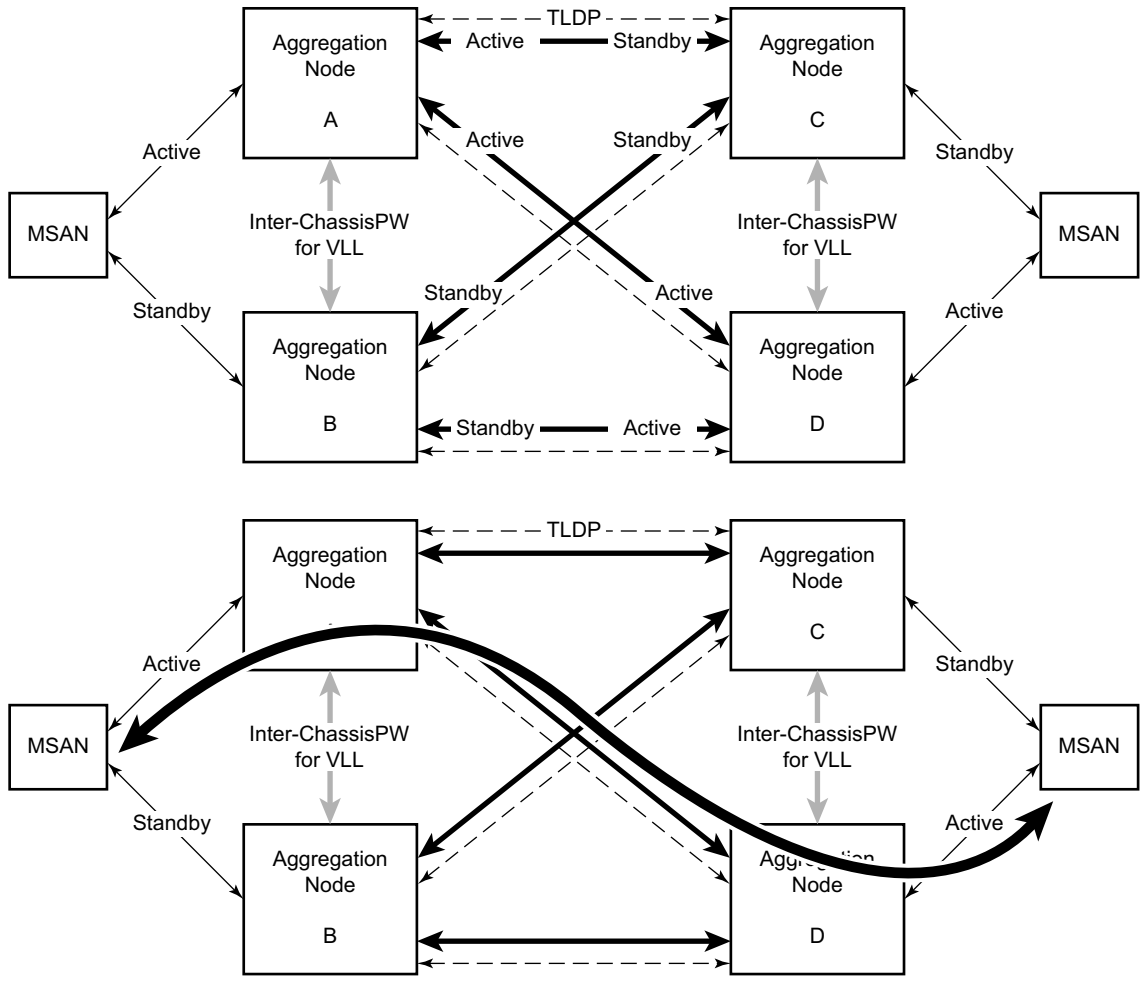 TLDP
Aggregation
Node
A
Active
Standby
Aggregation
Node
C
Active
Standby
Active
Standby
MSAN
Inter-ChassisPW
for VLL
Inter-ChassisPW
for VLL
MSAN
Standby
Standby
Active
Active
Aggregation
Node
B
Aggregation
Node
D
Standby
Active
TLDP
Aggregation
Node
Aggregation
Node
C
Active
Standby
MSAN
Inter-ChassisPW
for VLL
Inter-ChassisPW
for VLL
MSAN
Standby
Active
Aggregation
Node
B
Aggregation
Node
D